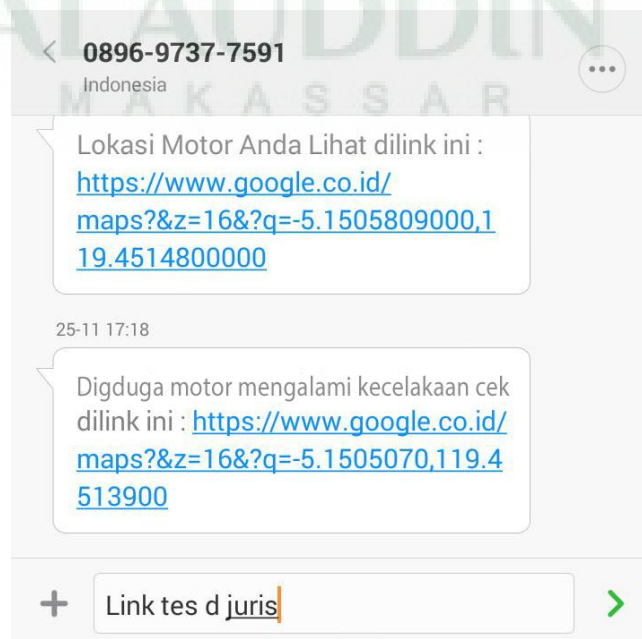 ALAUDDIN
0896-9737-7591
Indonesia
MAKASSAR
Lokasi Motor Anda Lihat dilink ini :
https://www.google.co.id/
maps?&z=16&?q=-5.1505809000,1
19.4514800000
25-11 17:18
Digduga motor mengalami kecelakaan cek
dilink ini : https://www.google.co.id/
maps?&z=16&?q=-5.1505070,119.4
513900
Link tes d juris